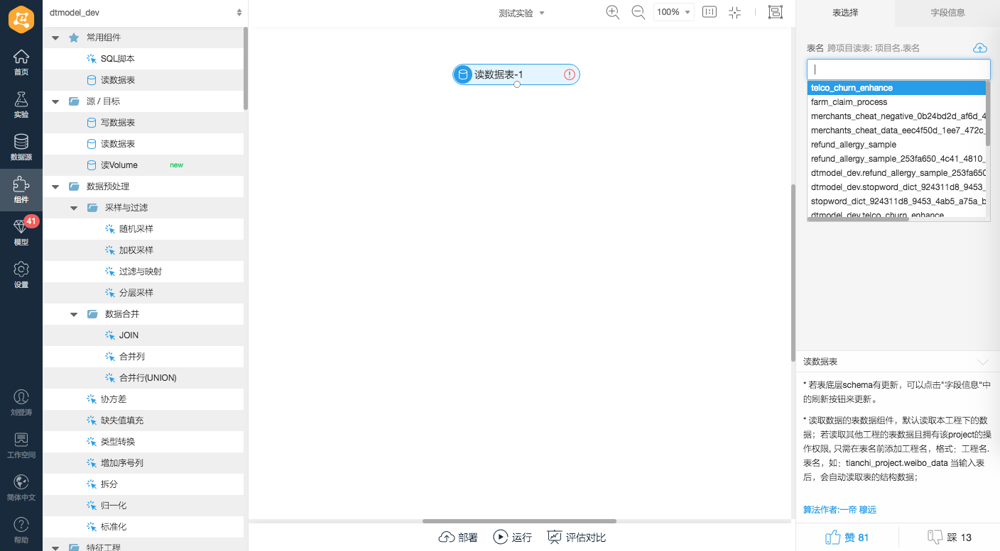 dtmodel_dev
首页
实验
数据源
组件
41
模型
设置
刘登涛
工作空间
简体中文
帮助
常用组件
SQL脚本
读数据表
源 / 目标
写数据表
读数据表
读Volume new
数据预处理
采样与过滤
随机采样
加权采样
过滤与映射
分层采样
数据合并
JOIN
合并列
合并行(UNION)
协方差
缺失值填充
类型转换
增加序号列
拆分
归一化
标准化
特征工程
测试实验
100%
读数据表-1
部署
运行
评估对比
表选择
字段信息
表名 跨项目读表: 项目名.表名
telco_churn_enhance
farm_claim_process
merchants_cheat_negative_0b24bd2d_af6d_4
merchants_cheat_data_eec4f50d_1ee7_472c_
refund_allergy_sample
refund_allergy_sample_253fa650_4c41_4810_
dtmodel_dev.refund_allergy_sample_253fa650
dtmodel_dev.stopword_dict_924311d8_9453_
stopword_dict_924311d8_9453_4ab5_a75a_b
dtmodel_dev.telco_churn_enhance
读数据表
* 若表底层schema有更新，可以点击"字段信息“中
的刷新按钮来更新。
* 读取数据的表数据组件，默认读取本工程下的数
据；若读取其他工程的表数据且拥有该project的操
作权限, 只需在表名前添加工程名，格式：工程名.
表名，如：tianchi_project.weibo_data 当输入表
后，会自动读取表的结构数据；
算法作者:一帝 穆远
赞 81
踩 13